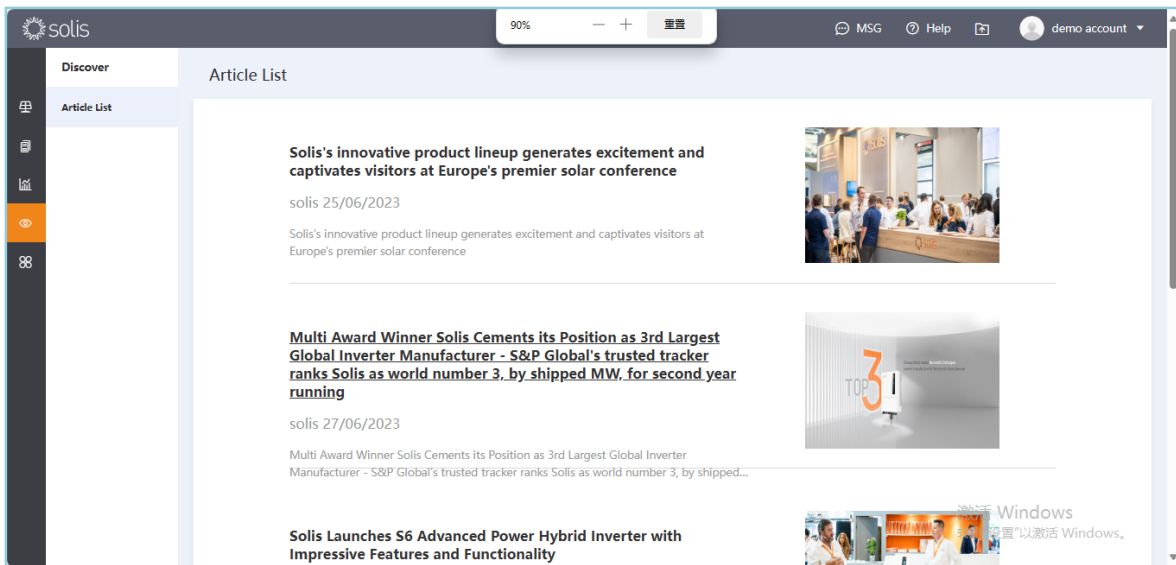 solis
90%
重置
MSG
Help
demo account
Discover
Article List
Article List
Solis's innovative product lineup generates excitement and
captivates visitors at Europe's premier solar conference
solis 25/06/2023
Solis's innovative product lineup generates excitement and captivates visitors at
Europe's premier solar conference
solis
solis
Multi Award Winner Solis Cements its Position as 3rd Largest
Global Inverter Manufacturer - S&P Global's trusted tracker
ranks Solis as world number 3, by shipped MW, for second year
running
solis 27/06/2023
Multi Award Winner Solis Cements its Position as 3rd Largest Global Inverter
Manufacturer - S&P Global's trusted tracker ranks Solis as world number 3, by shipped...
TOP 3
Solis Launches S6 Advanced Power Hybrid Inverter with
Impressive Features and Functionality
激活 Windows
设置"以激活 Windows。